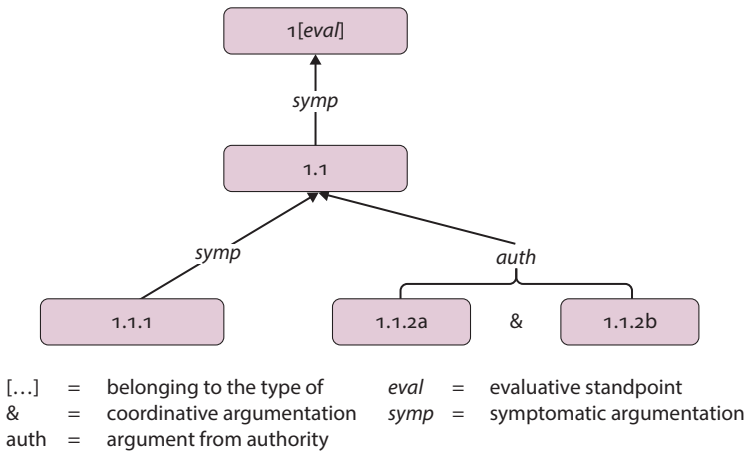 1[eval]
symp
1.1
symp
auth
1.1.1
1.1.2a
&
1.1.2b
[…] = belonging to the type of eval = evaluative standpoint
& = coordinative argumentation symp = symptomatic argumentation
auth = argument from authority